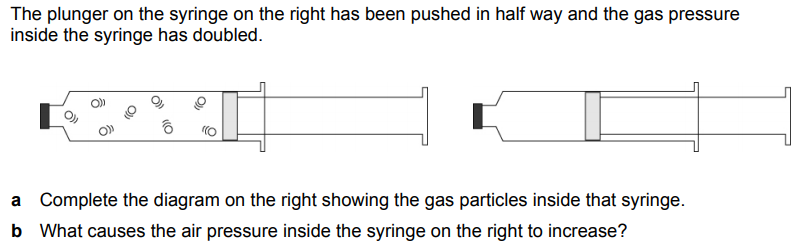 The plunger on the syringe on the right has been pushed in half way and the gas pressure
inside the syringe has doubled.
a Complete the diagram on the right showing the gas particles inside that syringe.
b What causes the air pressure inside the syringe on the right to increase?